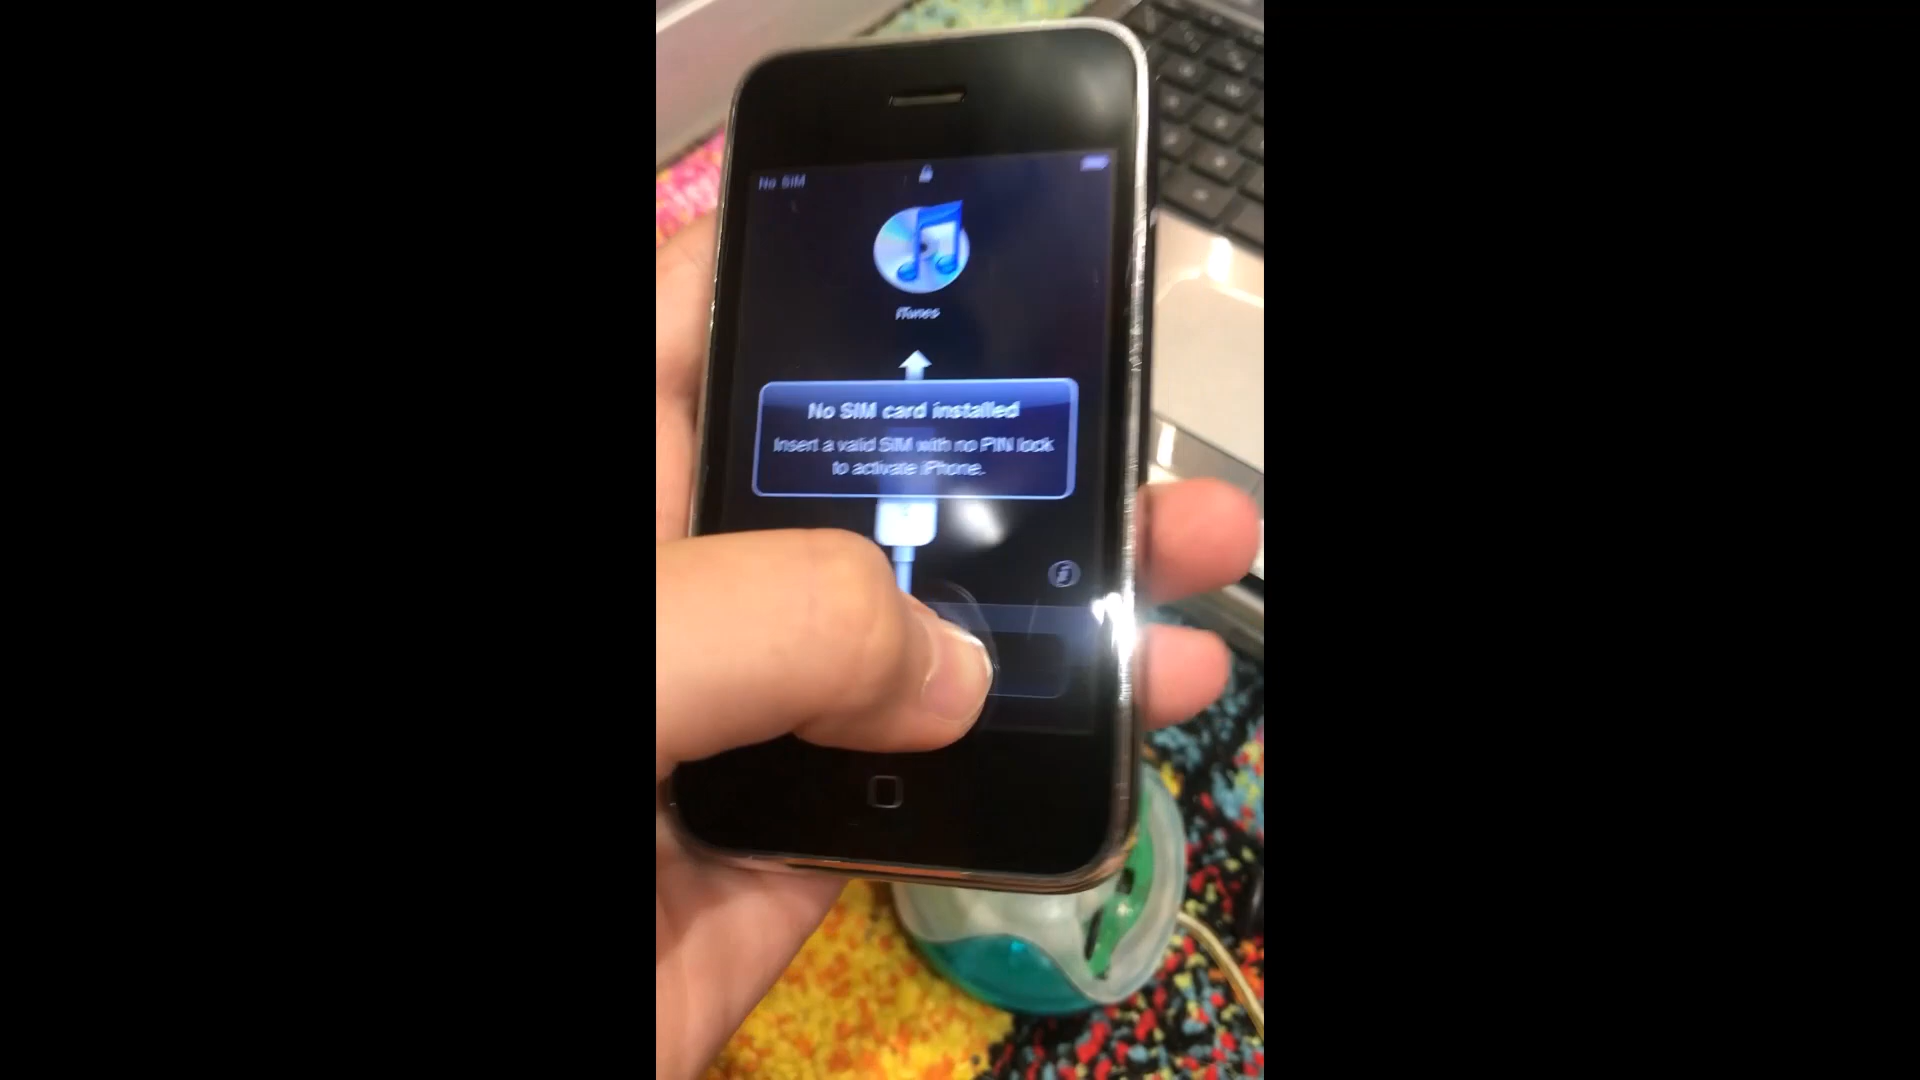 No SIM
iTunes
No SIM card installed
Insert a valid SIM with no PIN lock
to activate iPhone.